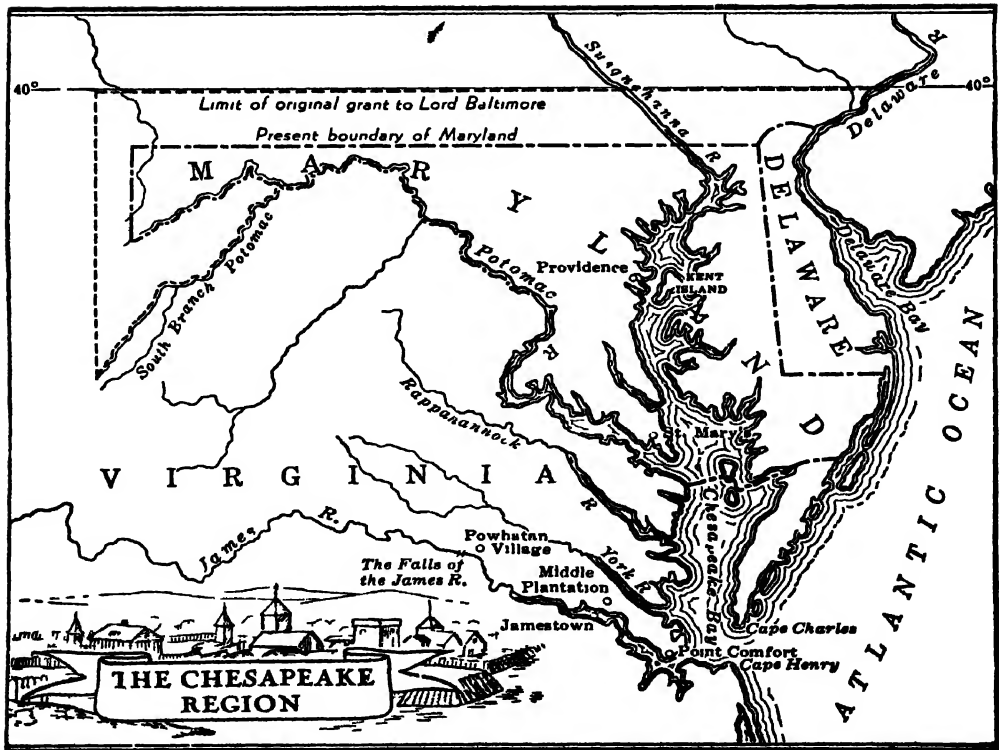 40°
40°
Limit of original grant to Lord Baltimore
Present boundary of Maryland
Susquehanna R
Delaware R
MARYLAND
DELAWARE
Delaware Bay
Potomac R
South Branch Potomac
Providence
KENT
ISLAND
Rappahannock R
St. Mary's
VIRGINIA
James R.
Powhatan
Village
York R
The Falls of
the James R.
Middle
Plantation
Jamestown
Chesapeake Bay
Cape Charles
Point Comfort
Cape Henry
ATLANTIC OCEAN
THE CHESAPEAKE
REGION